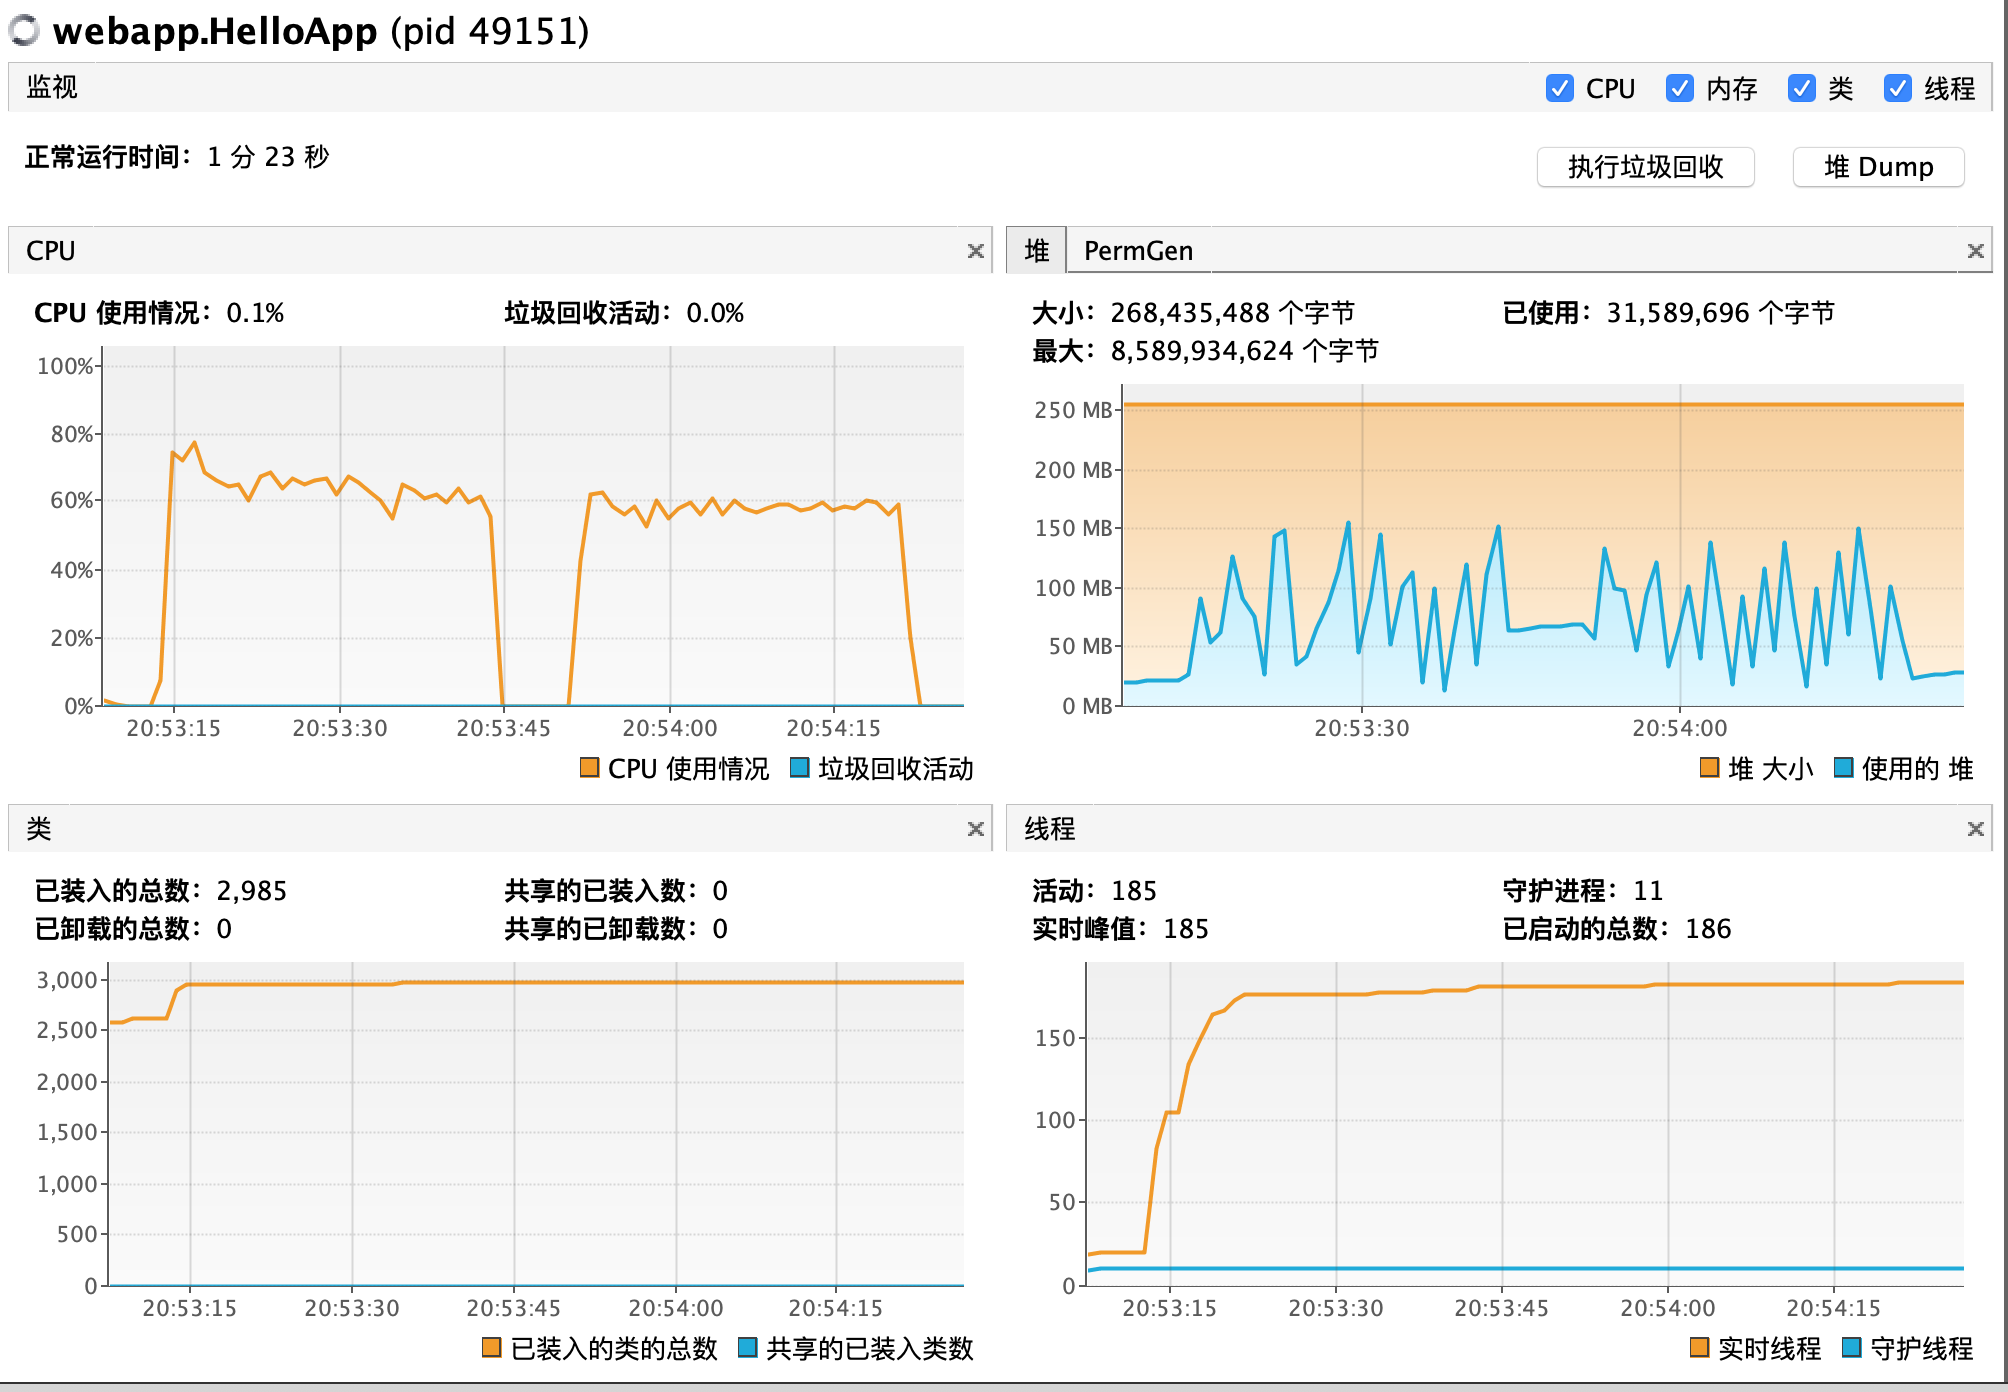 webapp.HelloApp (pid 49151)
监视
CPU 内存 类 线程
正常运行时间：1 分 23 秒
执行垃圾回收 堆 Dump
CPU
CPU 使用情况：0.1% 垃圾回收活动：0.0%
100%
80%
60%
40%
20%
0%
20:53:15 20:53:30 20:53:45 20:54:00 20:54:15
CPU 使用情况 垃圾回收活动
堆 PermGen
大小：268,435,488 个字节 已使用：31,589,696 个字节
最大：8,589,934,624 个字节
250 MB
200 MB
150 MB
100 MB
50 MB
0 MB
20:53:30 20:54:00
堆 大小 使用的 堆
类
已装入的总数：2,985 共享的已装入数：0
已卸载的总数：0 共享的已卸载数：0
3,000
2,500
2,000
1,500
1,000
500
0
20:53:15 20:53:30 20:53:45 20:54:00 20:54:15
已装入的类的总数 共享的已装入类数
线程
活动：185 守护进程：11
实时峰值：185 已启动的总数：186
150
100
50
0
20:53:15 20:53:30 20:53:45 20:54:00 20:54:15
实时线程 守护线程